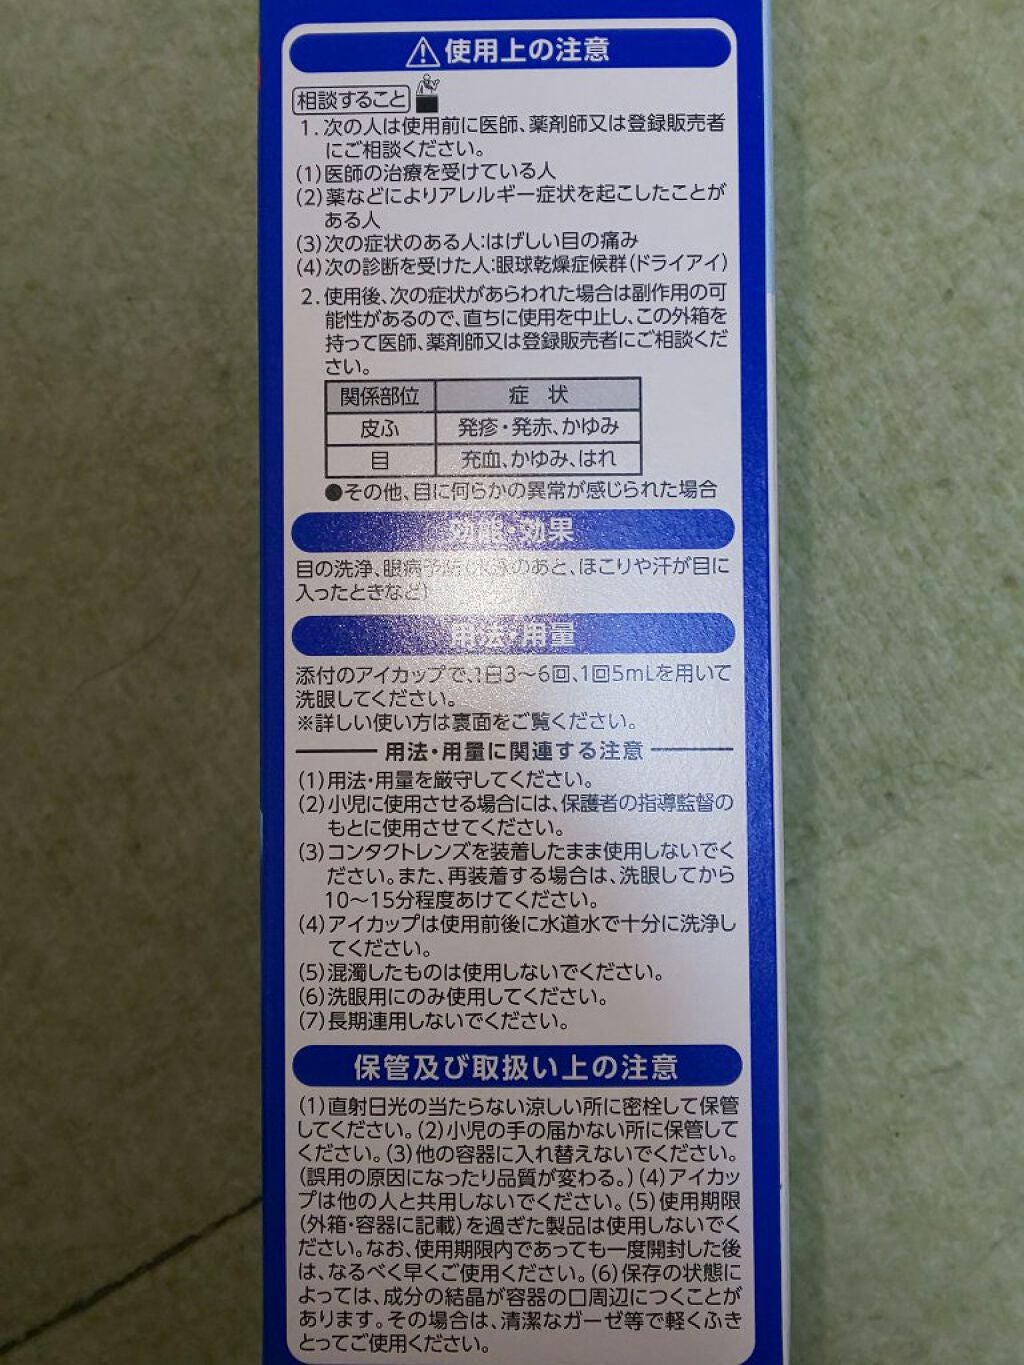 ⚠使用上の注意
相談すること
1.次の人は使用前に医師、薬剤師又は登録販売者
にご相談ください。
(1)医師の治療を受けている人
(2)薬などによりアレルギー症状を起こしたことが
ある人
(3)次の症状のある人:はげしい目の痛み
(4)次の診断を受けた人:眼球乾燥症候群(ドライアイ)
2.使用後、次の症状があらわれた場合は副作用の可
能性があるので、直ちに使用を中止し、この外箱を
持って医師、薬剤師又は登録販売者にご相談くだ
さい。
関係部位 症 状
皮ふ 発疹・発赤、かゆみ
目 充血、かゆみ、はれ
●その他、目に何らかの異常が感じられた場合
効能・効果
目の洗浄、眼病予防(水泳のあと、ほこりや汗が目に
入ったときなど)
用法・用量
添付のアイカップで、1日3〜6回、1回5mLを用いて
洗眼してください。
※詳しい使い方は裏面をご覧ください。
用法・用量に関連する注意
(1)用法・用量を厳守してください。
(2)小児に使用させる場合には、保護者の指導監督の
もとに使用させてください。
(3)コンタクトレンズを装着したまま使用しないでく
ださい。また、再装着する場合は、洗眼してから
10〜15分程度あけてください。
(4)アイカップは使用前後に水道水で十分に洗浄し
てください。
(5)混濁したものは使用しないでください。
(6)洗眼用にのみ使用してください。
(7)長期連用しないでください。
保管及び取扱い上の注意
(1)直射日光の当たらない涼しい所に密栓して保管
してください。(2)小児の手の届かない所に保管して
ください。(3)他の容器に入れ替えないでください。
(誤用の原因になったり品質が変わる。)(4)アイカッ
プは他の人と共用しないでください。(5)使用期限
(外箱・容器に記載)を過ぎた製品は使用しないでく
ださい。なお、使用期限内であっても一度開封した後
は、なるべく早くご使用ください。(6)保存の状態に
よっては、成分の結晶が容器の口周辺につくことが
あります。その場合は、清潔なガーゼ等で軽くふき
とってご使用ください。